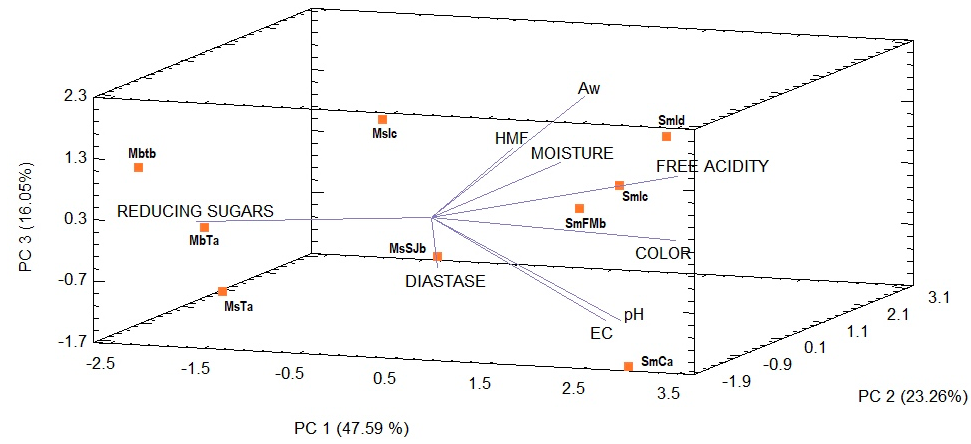 Aw
2.3
Mslc
Smld
HMF
1.3
Mbtb
MOISTURE
FREE ACIDITY
Smlc
PC 3 (16.05%)
0.3
REDUCING SUGARS
SmFMb
MbTa
MsSJb
COLOR
-0.7
DIASTASE
MsTa
pH
EC
-1.7
SmCa
-2.5
-1.5
-0.5
0.5
1.5
2.5
3.5
-1.9
-0.9
0.1
1.1
2.1
3.1
PC 1 (47.59 %)
PC 2 (23.26%)